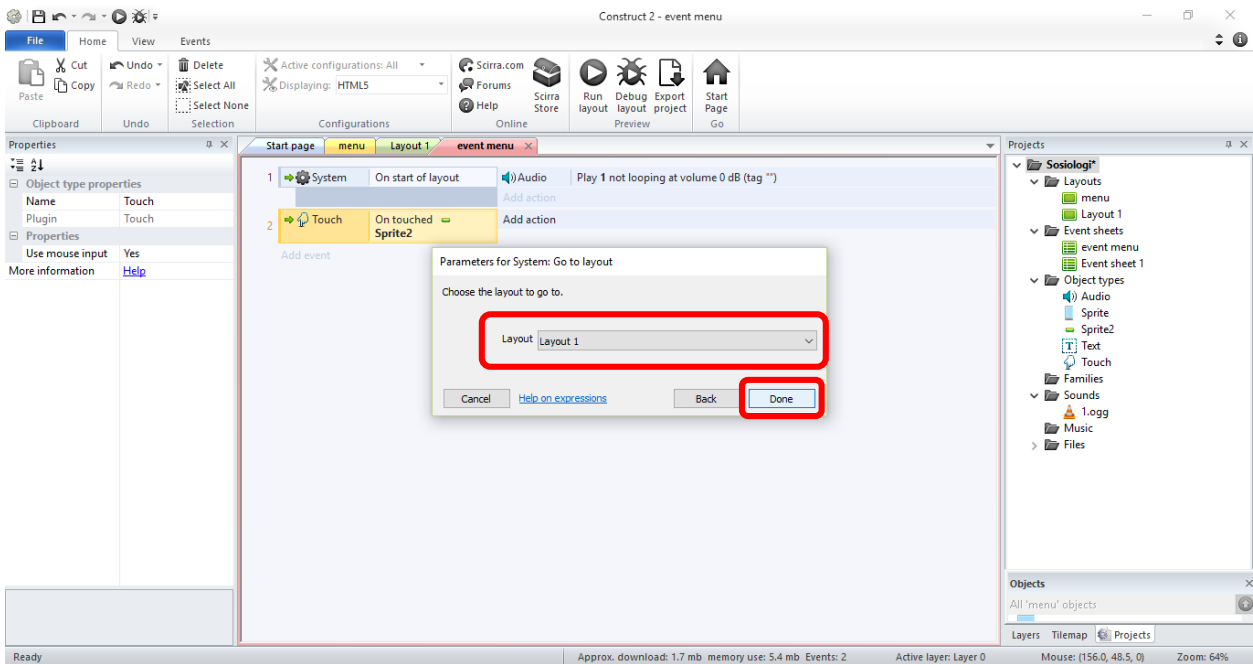 Construct 2 - event menu
File Home View Events
Paste
Cut
Copy
Clipboard
Undo
Redo
Undo
Delete
Select All
Select None
Selection
Active configurations: All
Displaying: HTML5
Configurations
Scirra.com
Forums
Help
Scirra Store
Online
Run layout
Debug layout
Export project
Preview
Start Page
Go
Properties
Object type properties
Name Touch
Plugin Touch
Properties
Use mouse input Yes
More information Help
Start page menu Layout 1 event menu
1 System On start of layout Audio Play 1 not looping at volume 0 dB (tag "")
Add action
2 Touch On touched Sprite2 Add action
Add event
Parameters for System: Go to layout
Choose the layout to go to.
Layout Layout 1
Cancel Help on expressions Back Done
Projects
Sosiologi*
Layouts
menu
Layout 1
Event sheets
event menu
Event sheet 1
Object types
Audio
Sprite
Sprite2
T Text
Touch
Families
Sounds
1.ogg
Music
Files
Objects
All 'menu' objects
Layers Tilemap Projects
Ready Approx. download: 1.7 mb memory use: 5.4 mb Events: 2 Active layer: Layer 0 Mouse: (156.0, 48.5, 0) Zoom: 64%